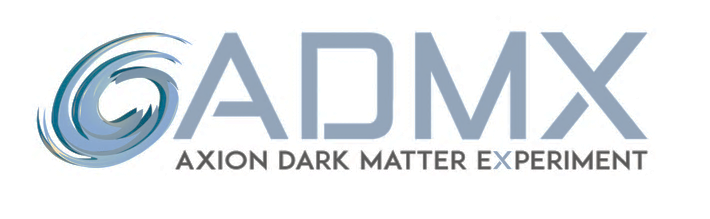 ADMX
AXION DARK MATTER EXPERIMENT